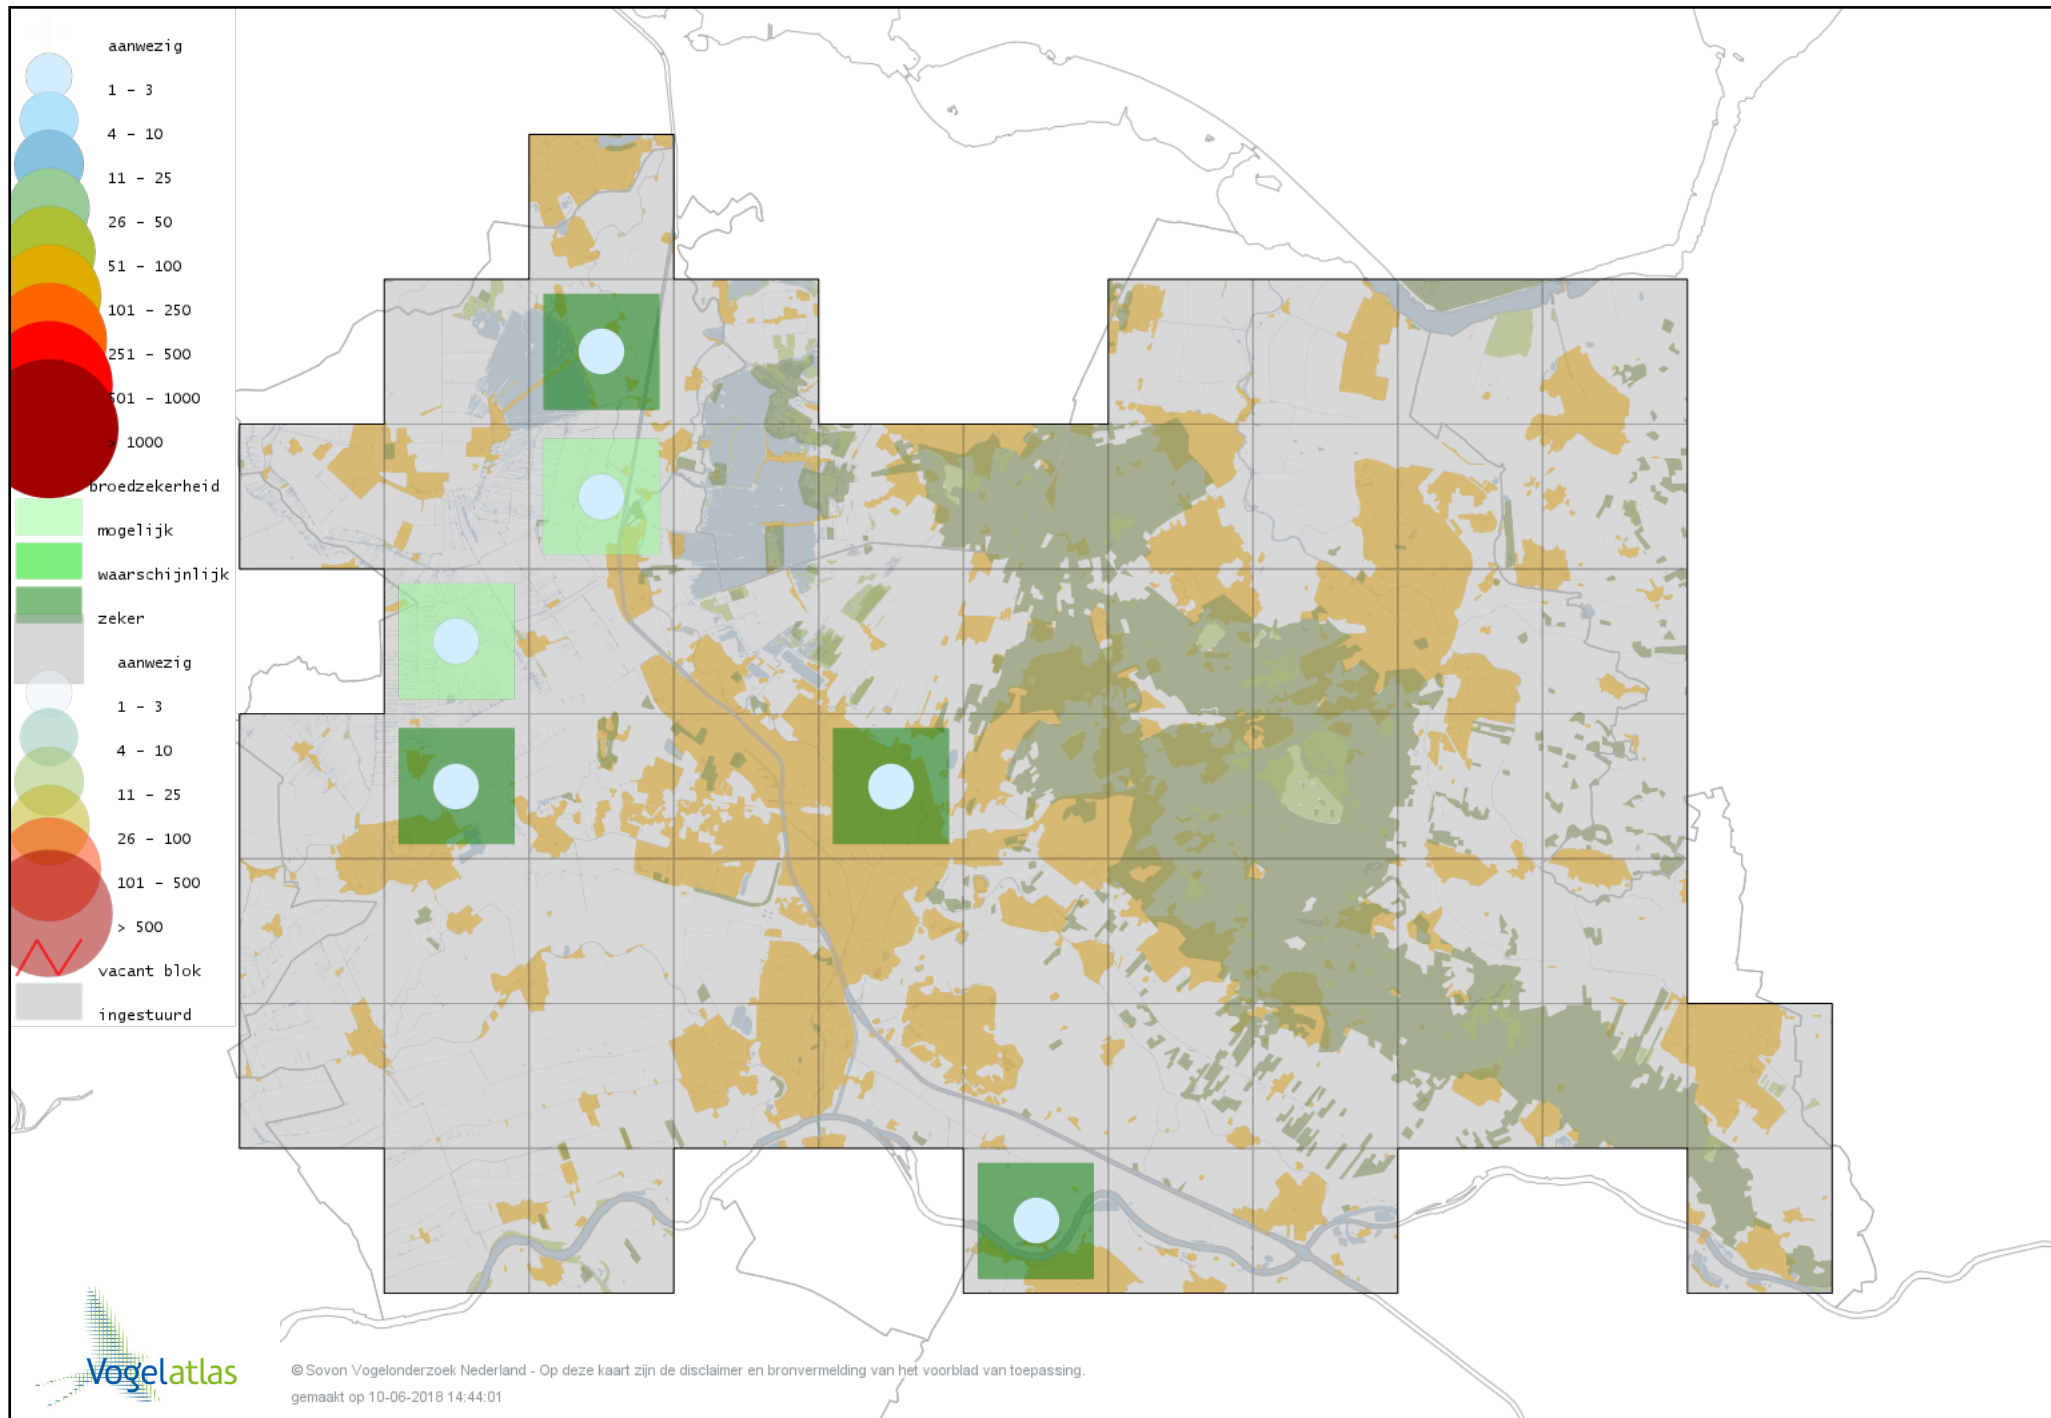 aanwezig
1 - 3
4 - 10
11 - 25
26 - 50
51 - 100
101 - 250
251 - 500
501 - 1000
> 1000
broedzekerheid
mogelijk
waarschijnlijk
zeker
aanwezig
1 - 3
4 - 10
11 - 25
26 - 100
101 - 500
> 500
vacant blok
ingestuurd
Vogelatlas
© Sovon Vogelonderzoek Nederland - Op deze kaart zijn de disclaimer en bronvermelding van het voorblad van toepassing.
gemaakt op 10-06-2018 14:44:01